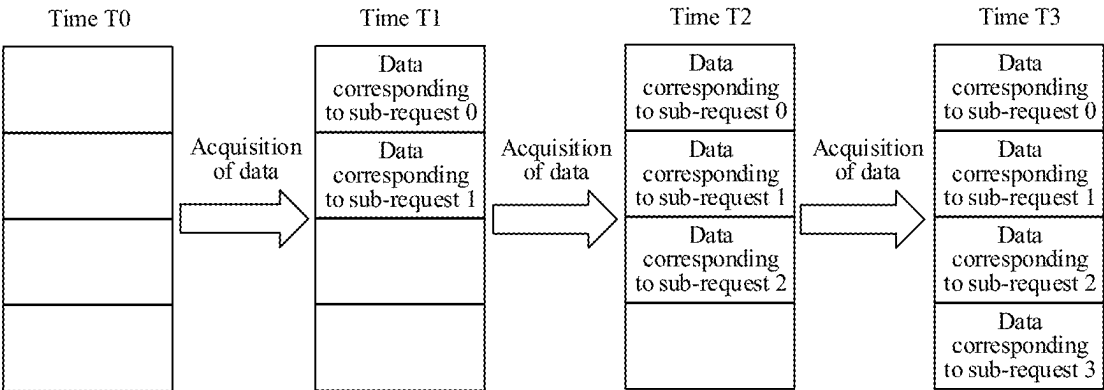 Time T0
Time T1
Time T2
Time T3
Acquisition
of data
Data
corresponding
to sub-request 0
Data
corresponding
to sub-request 1
Acquisition
of data
Data
corresponding
to sub-request 0
Data
corresponding
to sub-request 1
Data
corresponding
to sub-request 2
Acquisition
of data
Data
corresponding
to sub-request 0
Data
corresponding
to sub-request 1
Data
corresponding
to sub-request 2
Data
corresponding
to sub-request 3